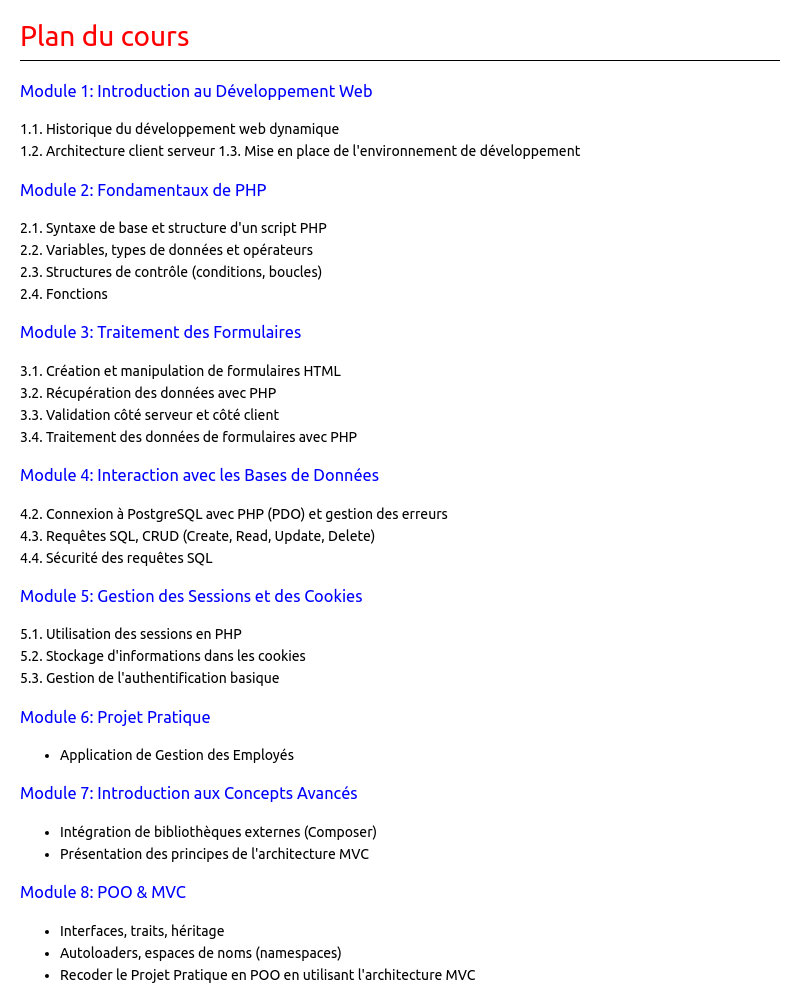 Plan du cours
Module 1: Introduction au Développement Web
1.1. Historique du développement web dynamique
1.2. Architecture client serveur 1.3. Mise en place de l'environnement de développement
Module 2: Fondamentaux de PHP
2.1. Syntaxe de base et structure d'un script PHP
2.2. Variables, types de données et opérateurs
2.3. Structures de contrôle (conditions, boucles)
2.4. Fonctions
Module 3: Traitement des Formulaires
3.1. Création et manipulation de formulaires HTML
3.2. Récupération des données avec PHP
3.3. Validation côté serveur et côté client
3.4. Traitement des données de formulaires avec PHP
Module 4: Interaction avec les Bases de Données
4.2. Connexion à PostgreSQL avec PHP (PDO) et gestion des erreurs
4.3. Requêtes SQL, CRUD (Create, Read, Update, Delete)
4.4. Sécurité des requêtes SQL
Module 5: Gestion des Sessions et des Cookies
5.1. Utilisation des sessions en PHP
5.2. Stockage d'informations dans les cookies
5.3. Gestion de l'authentification basique
Module 6: Projet Pratique
• Application de Gestion des Employés
Module 7: Introduction aux Concepts Avancés
• Intégration de bibliothèques externes (Composer)
• Présentation des principes de l'architecture MVC
Module 8: POO & MVC
• Interfaces, traits, héritage
• Autoloaders, espaces de noms (namespaces)
• Recoder le Projet Pratique en POO en utilisant l'architecture MVC